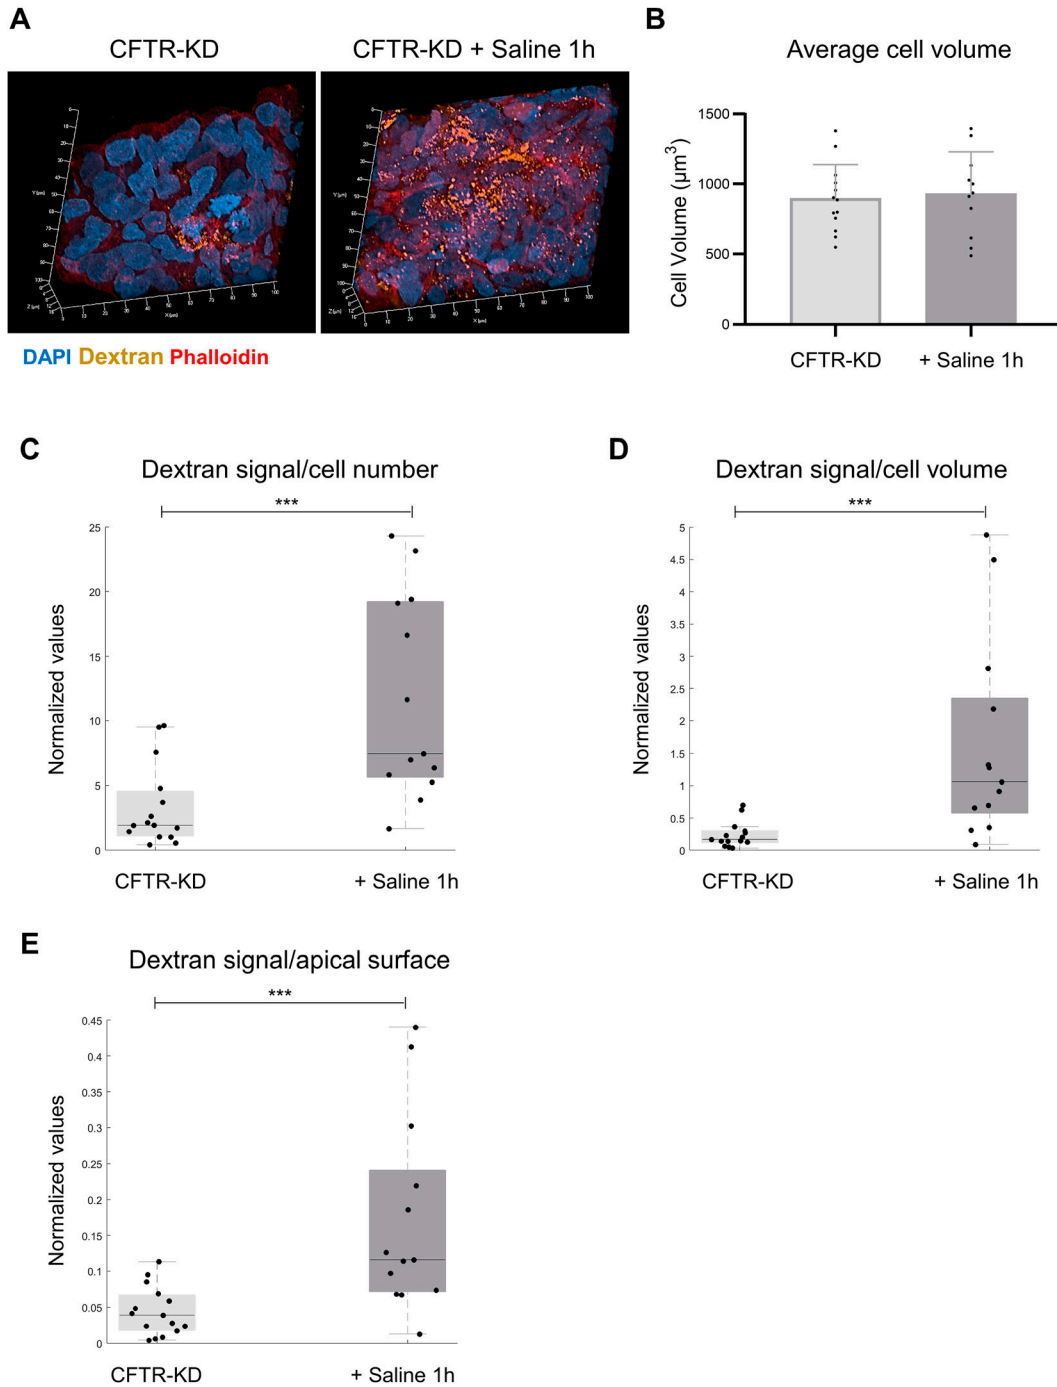 A
CFTR-KD
CFTR-KD + Saline 1h
DAPI Dextran Phalloidin
B
Average cell volume
Cell Volume (µm³)
1500
1000
500
0
CFTR-KD
+ Saline 1h
C
Dextran signal/cell number
***
Normalized values
25
20
15
10
5
0
CFTR-KD
+ Saline 1h
D
Dextran signal/cell volume
***
Normalized values
5
4.5
4
3.5
3
2.5
2
1.5
1
0.5
0
CFTR-KD
+ Saline 1h
E
Dextran signal/apical surface
***
Normalized values
0.45
0.4
0.35
0.3
0.25
0.2
0.15
0.1
0.05
0
CFTR-KD
+ Saline 1h